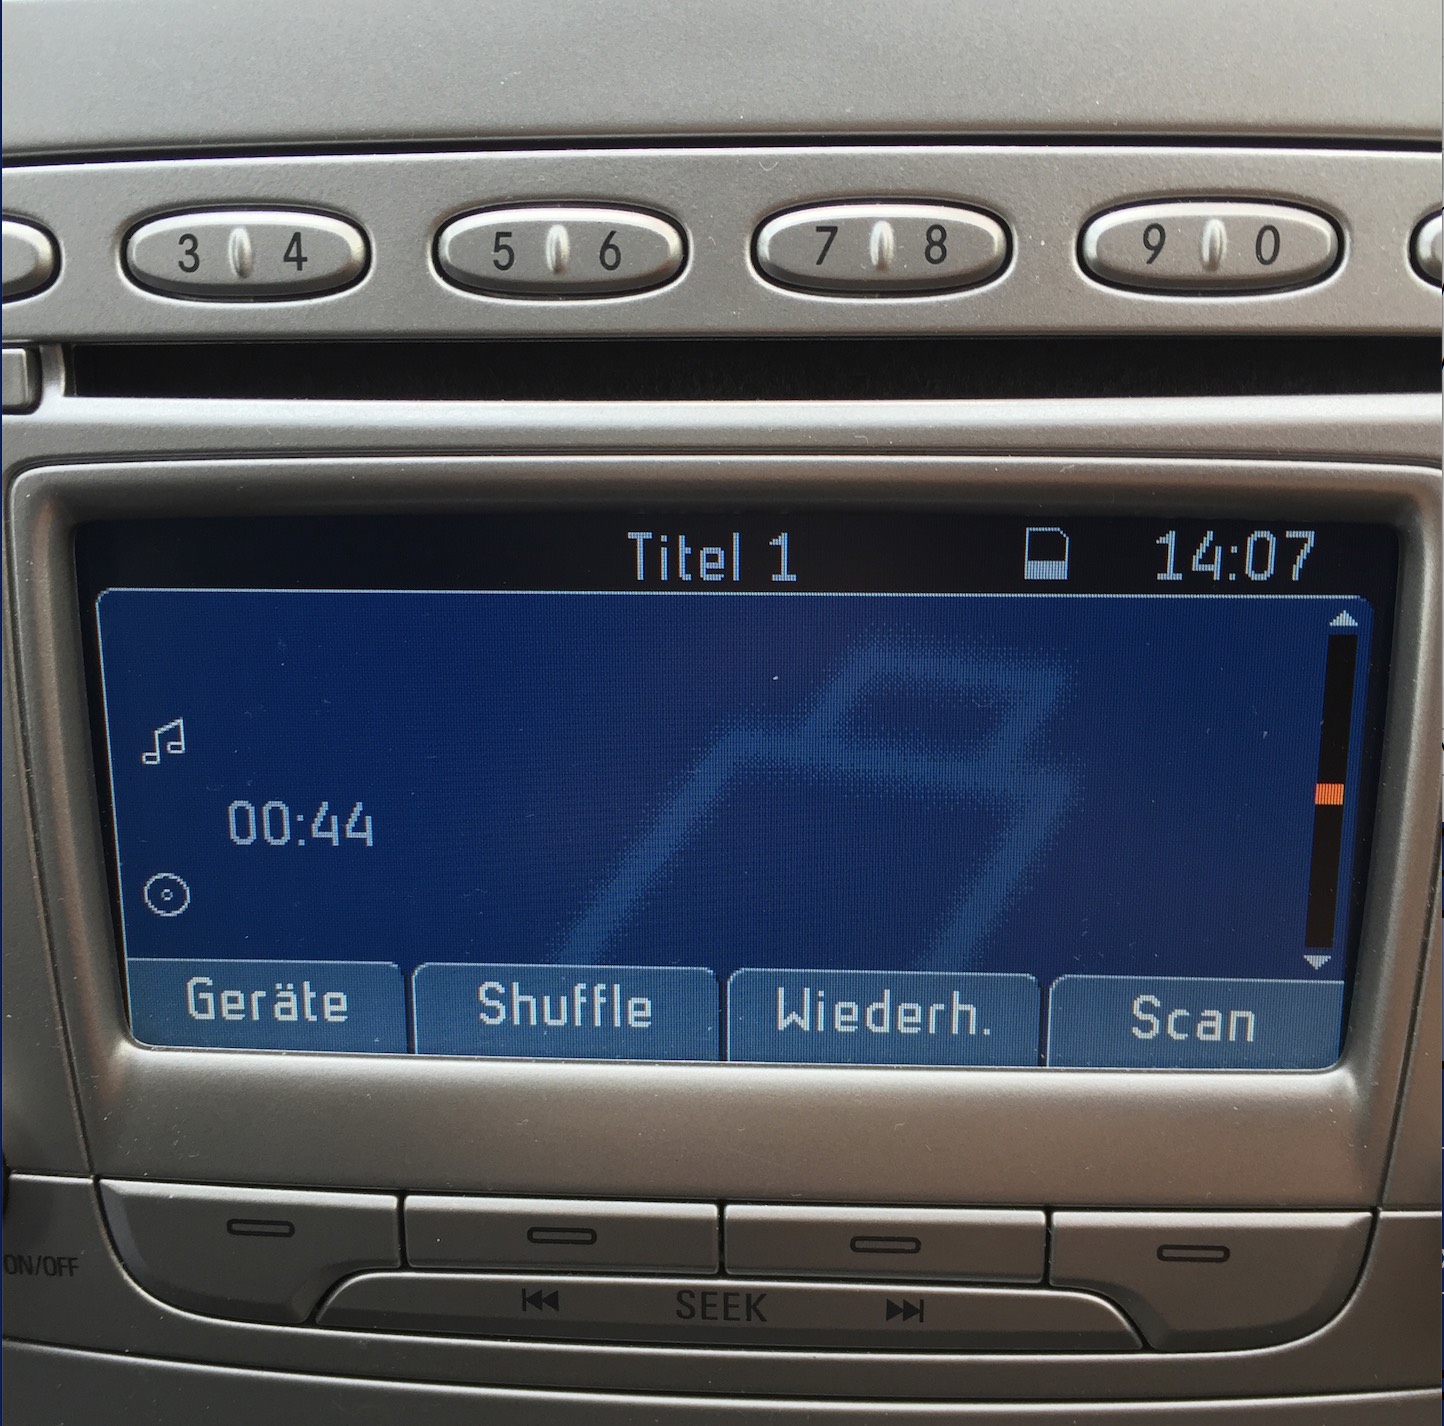 3 4 5 6 7 8 9 0
Titel 1 14:07
00:44
Geräte Shuffle Wiederh. Scan
ON/OFF
SEEK